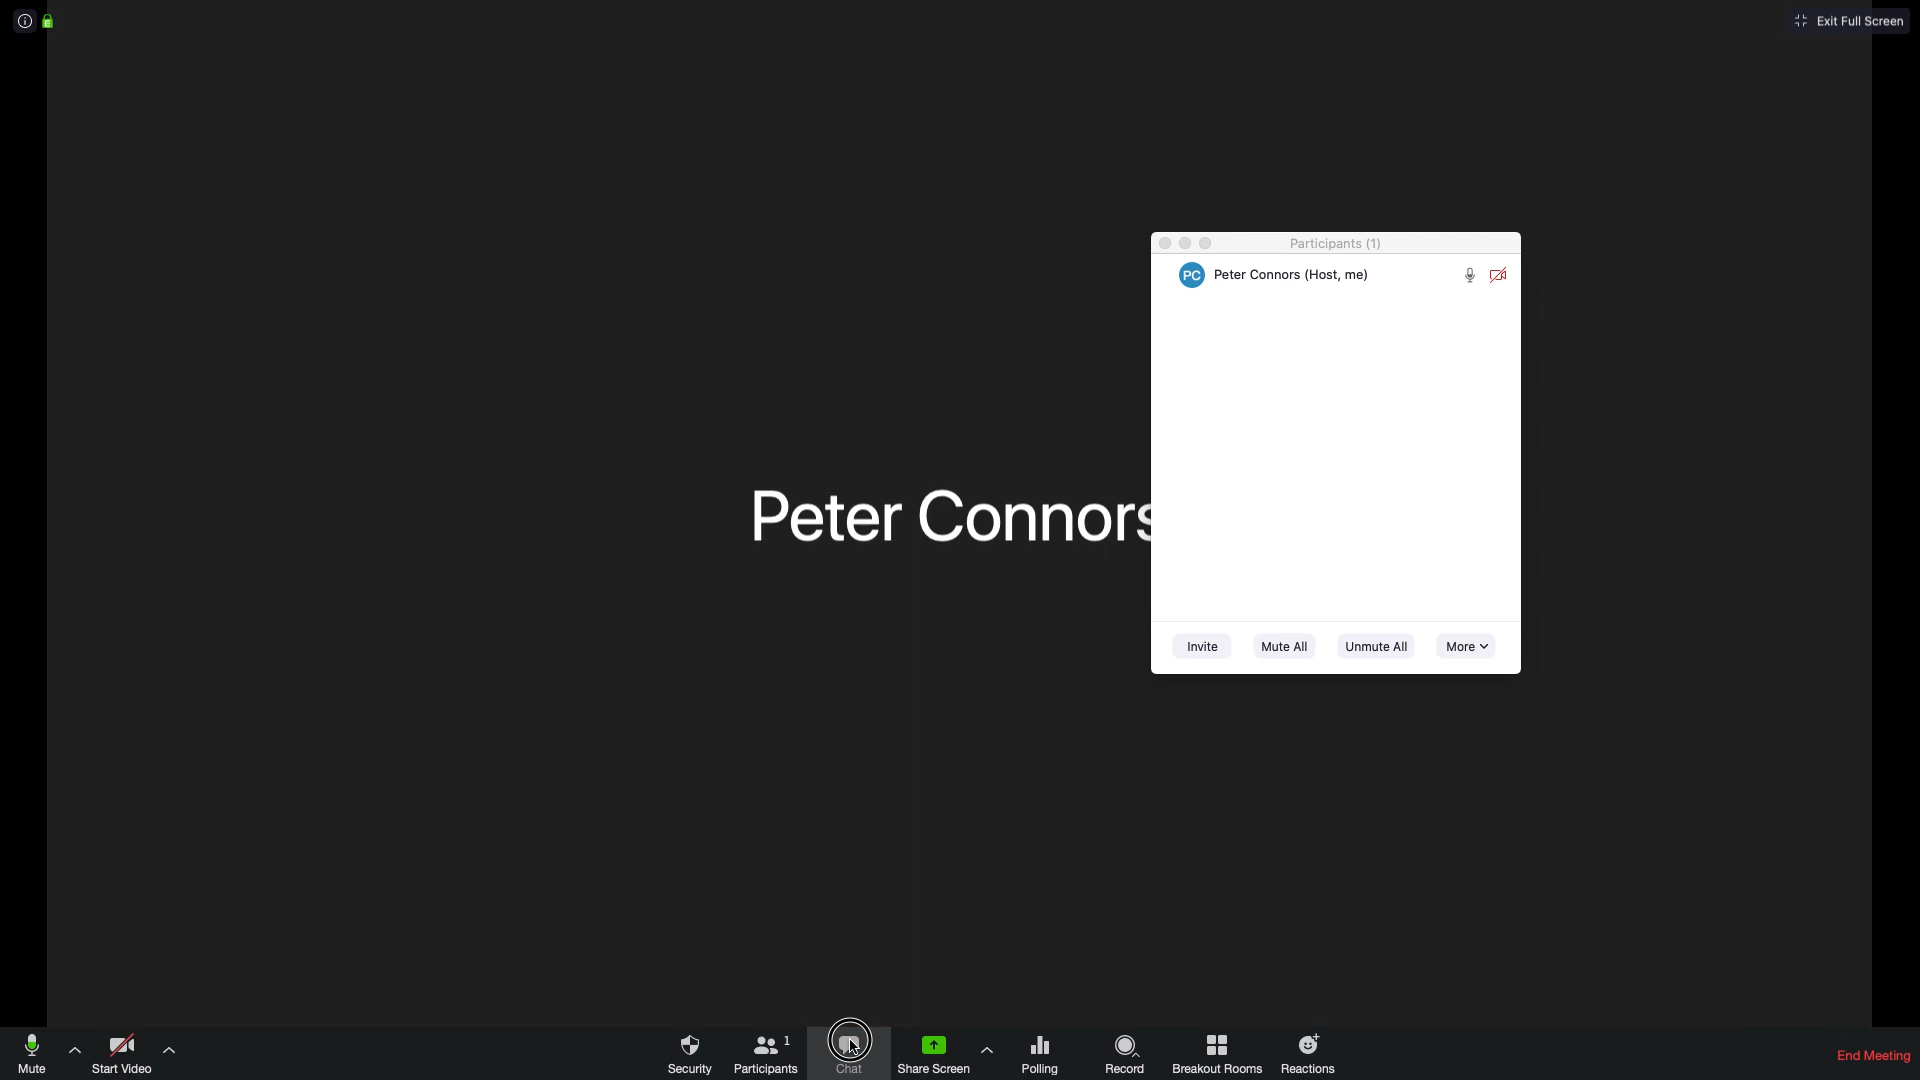 Exit Full Screen
Participants (1)
PC Peter Connors (Host, me)
Peter Connors
Invite Mute All Unmute All More
1
Mute Start Video Security Participants Chat Share Screen Polling Record Breakout Rooms Reactions End Meeting